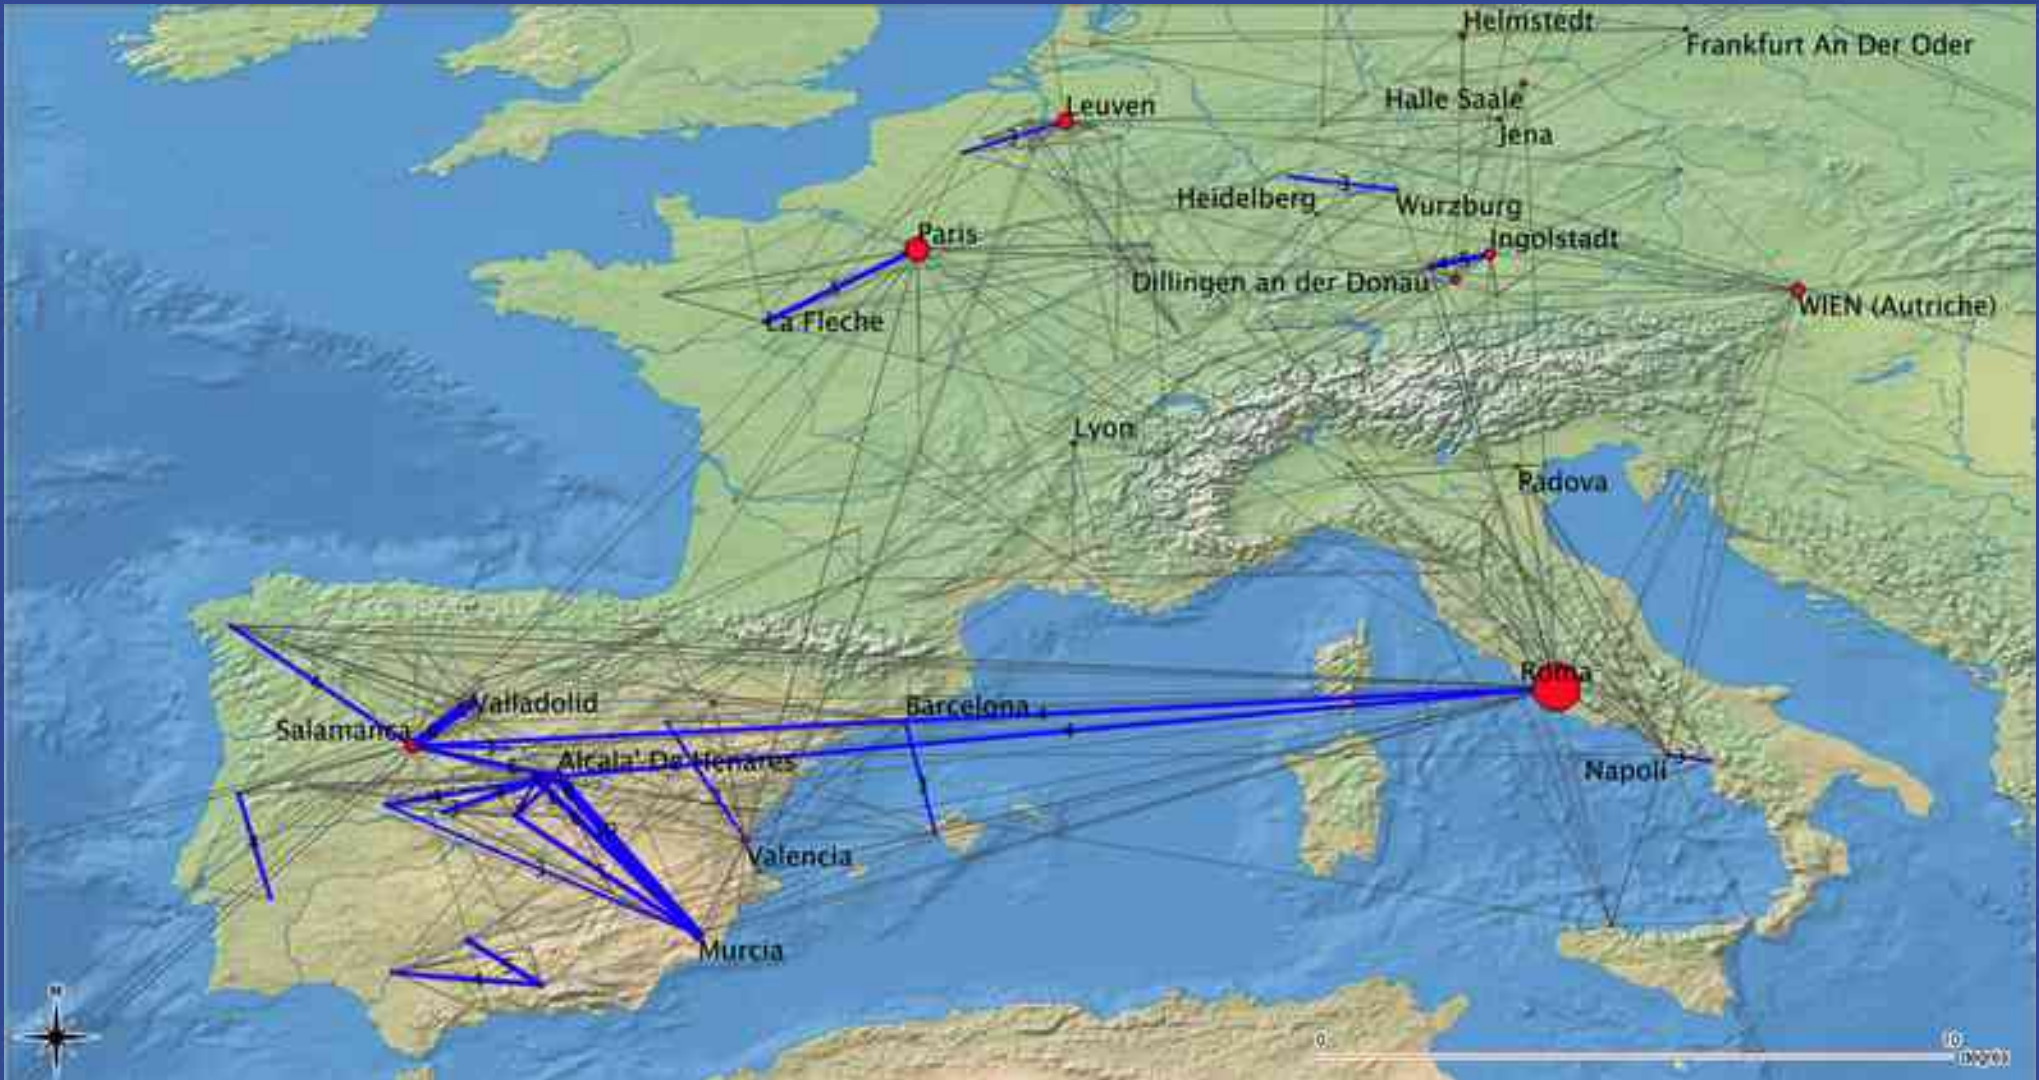 Helmstedt
Frankfurt An Der Oder
Halle Saale
Leuven
Jena
Heidelberg
Wurzburg
Paris
Ingolstadt
Dillingen an der Donau
WIEN (Autriche)
La Fleche
Lyon
Padova
Roma
Valladolid
Barcelona
Salamanca
Alcala' De Henares
Napoli
Valencia
Murcia
N
0